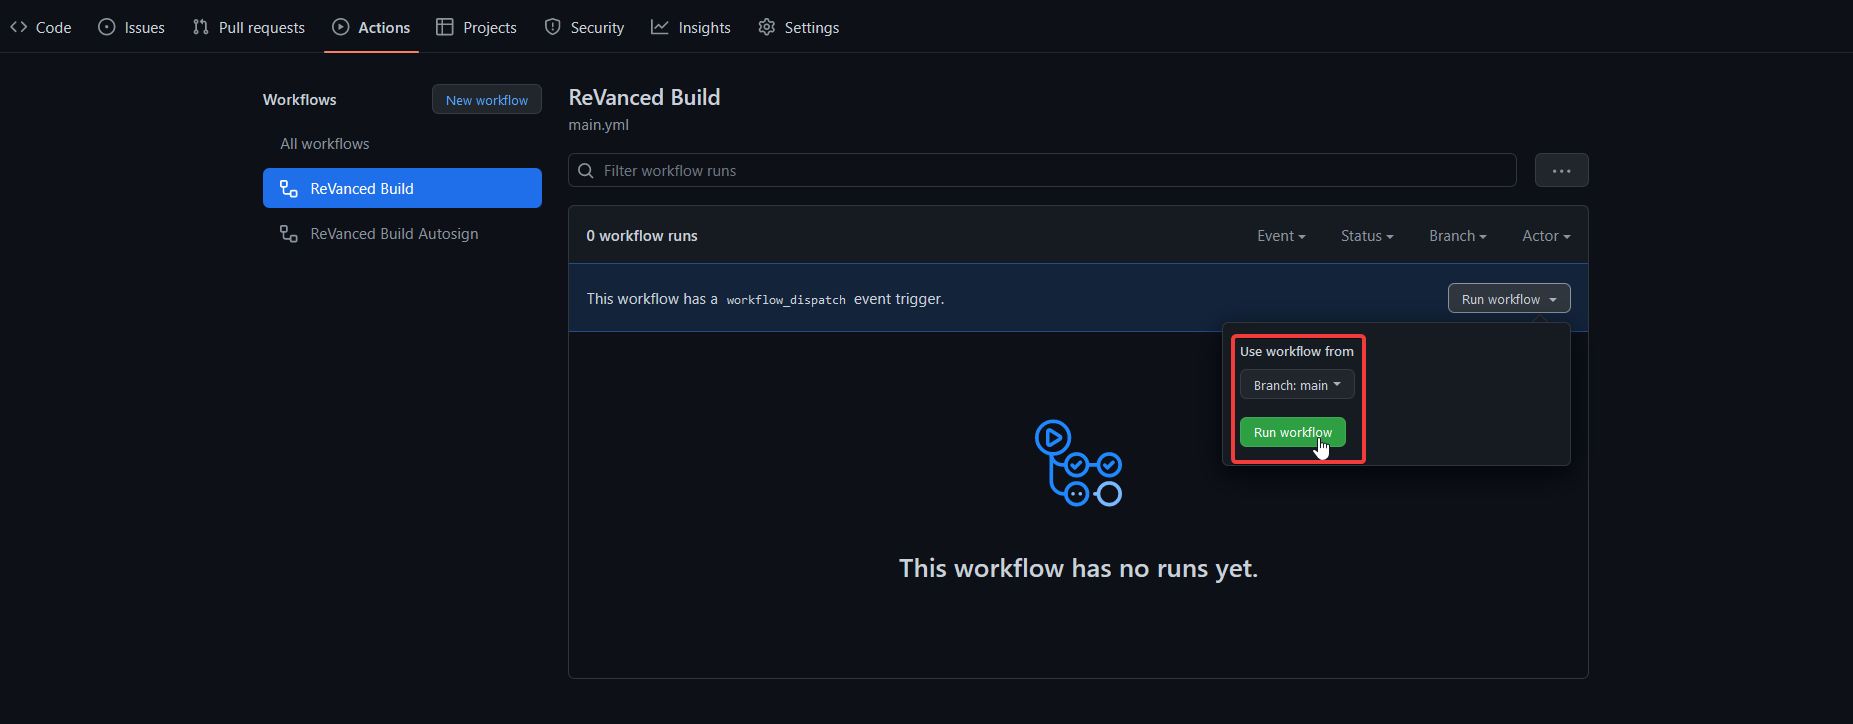 Code Issues Pull requests Actions Projects Security Insights Settings
Workflows
New workflow
All workflows
ReVanced Build
ReVanced Build Autosign
ReVanced Build
main.yml
Filter workflow runs
0 workflow runs
Event Status Branch Actor
This workflow has a workflow_dispatch event trigger.
Run workflow
Use workflow from
Branch: main
Run workflow
This workflow has no runs yet.